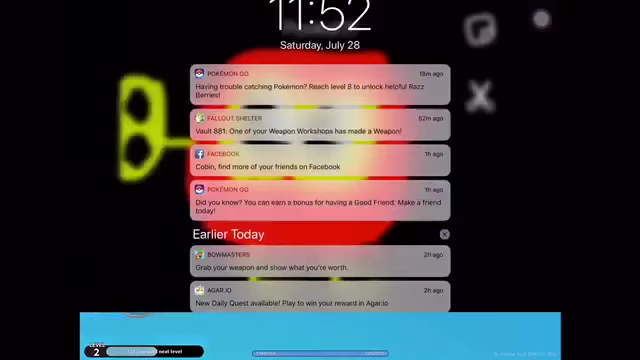 11:52
Saturday, July 28
POKÉMON GO
18m ago
Having trouble catching Pokémon? Reach level 8 to unlock helpful Razz
Berries!
FALLOUT SHELTER
52m ago
Vault 881: One of your Weapon Workshops has made a Weapon!
FACEBOOK
1h ago
Cobin, find more of your friends on Facebook
POKÉMON GO
1h ago
Did you know? You can earn a bonus for having a Good Friend. Make a friend
today!
Earlier Today
BOWMASTERS
2h ago
Grab your weapon and show what you're worth.
AGAR.IO
2h ago
New Daily Quest available! Play to win your reward in Agar.io
LEVEL
2
next level